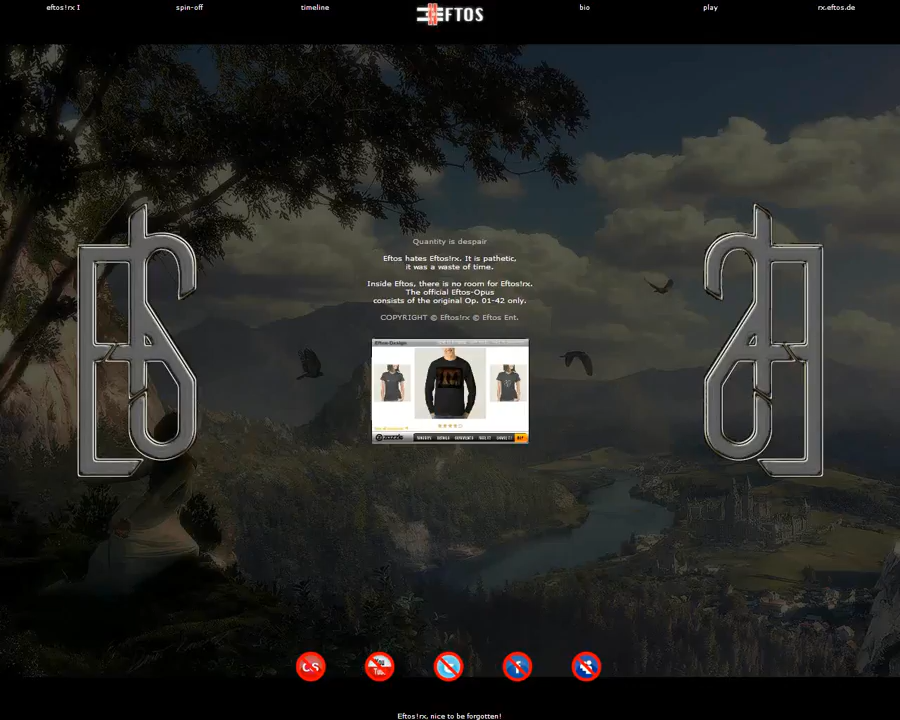 eftos!rx I
spin-off
timeline
EFTOS
bio
play
rx.eftos.de
Quantity is despair
Eftos hates Eftos!rx. It is pathetic,
it was a waste of time.
Inside Eftos, there is no room for Eftos!rx.
The official Eftos-Opus
consists of the original Op. 01-42 only.
COPYRIGHT © Eftos!rx © Eftos Ent.
Eftos-Design
zazzle
You
Eftos!rx, nice to be forgotten!